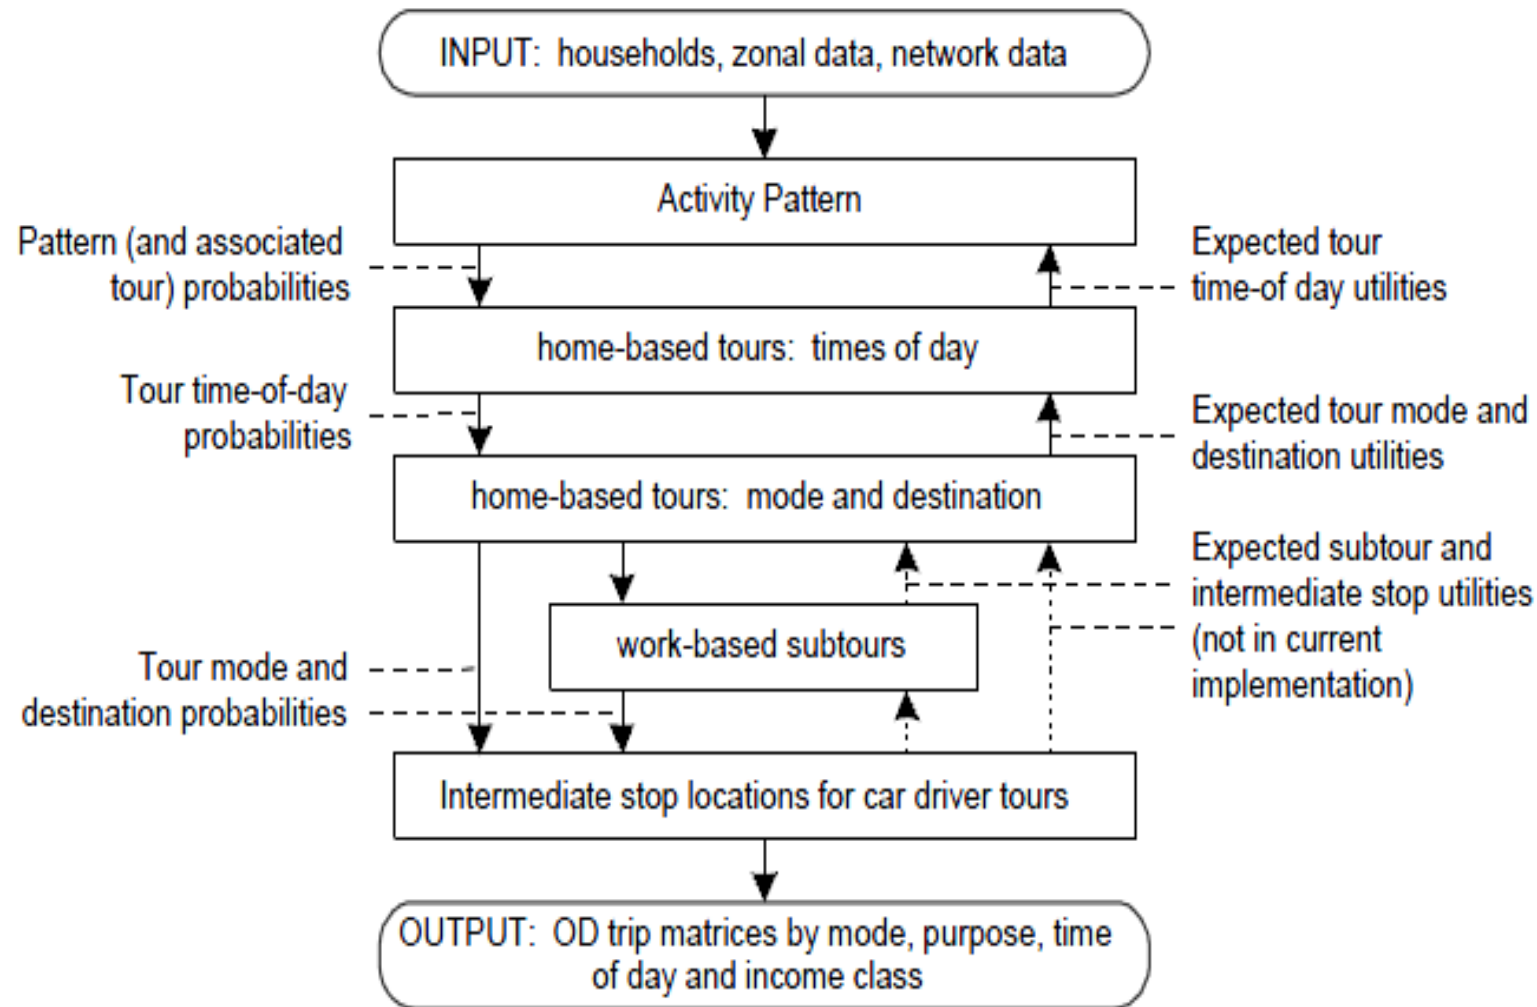 INPUT: households, zonal data, network data
Activity Pattern
Pattern (and associated
tour) probabilities
Expected tour
time-of day utilities
home-based tours: times of day
Tour time-of-day
probabilities
Expected tour mode and
destination utilities
home-based tours: mode and destination
Expected subtour and
intermediate stop utilities
(not in current
implementation)
work-based subtours
Tour mode and
destination probabilities
Intermediate stop locations for car driver tours
OUTPUT: OD trip matrices by mode, purpose, time
of day and income class